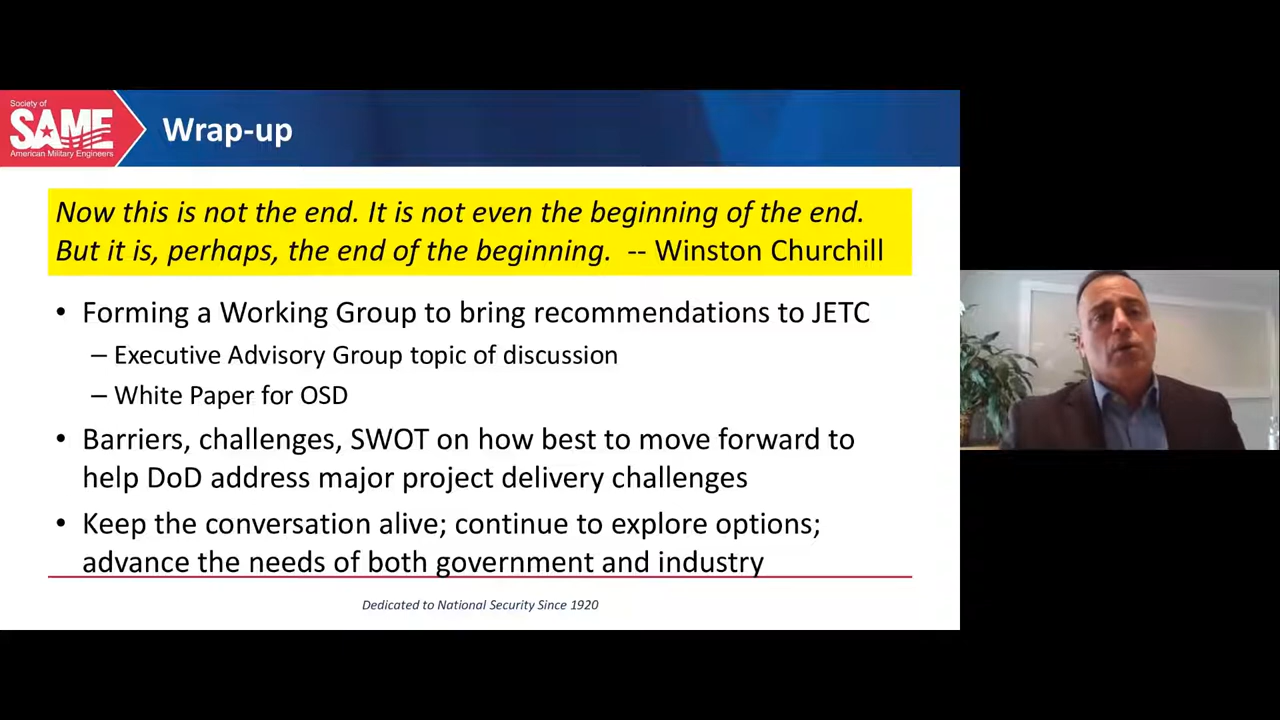 Society of
SAME
American Military Engineers
Wrap-up
Now this is not the end. It is not even the beginning of the end.
But it is, perhaps, the end of the beginning. -- Winston Churchill
• Forming a Working Group to bring recommendations to JETC
– Executive Advisory Group topic of discussion
– White Paper for OSD
• Barriers, challenges, SWOT on how best to move forward to
help DoD address major project delivery challenges
• Keep the conversation alive; continue to explore options;
advance the needs of both government and industry
Dedicated to National Security Since 1920